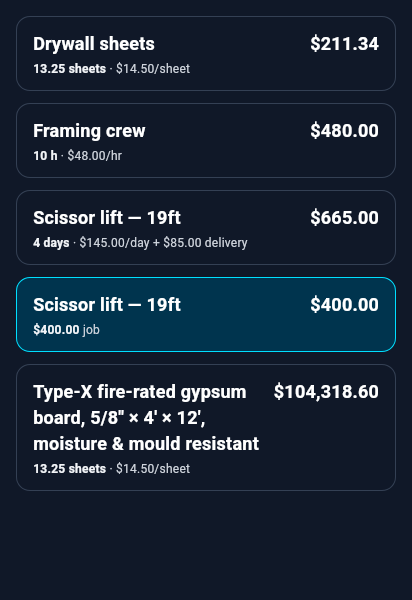 Drywall sheets $211.34
13.25 sheets · $14.50/sheet
Framing crew $480.00
10 h · $48.00/hr
Scissor lift — 19ft $665.00
4 days · $145.00/day + $85.00 delivery
Scissor lift — 19ft $400.00
$400.00 job
Type-X fire-rated gypsum $104,318.60
board, 5/8" × 4' × 12',
moisture & mould resistant
13.25 sheets · $14.50/sheet